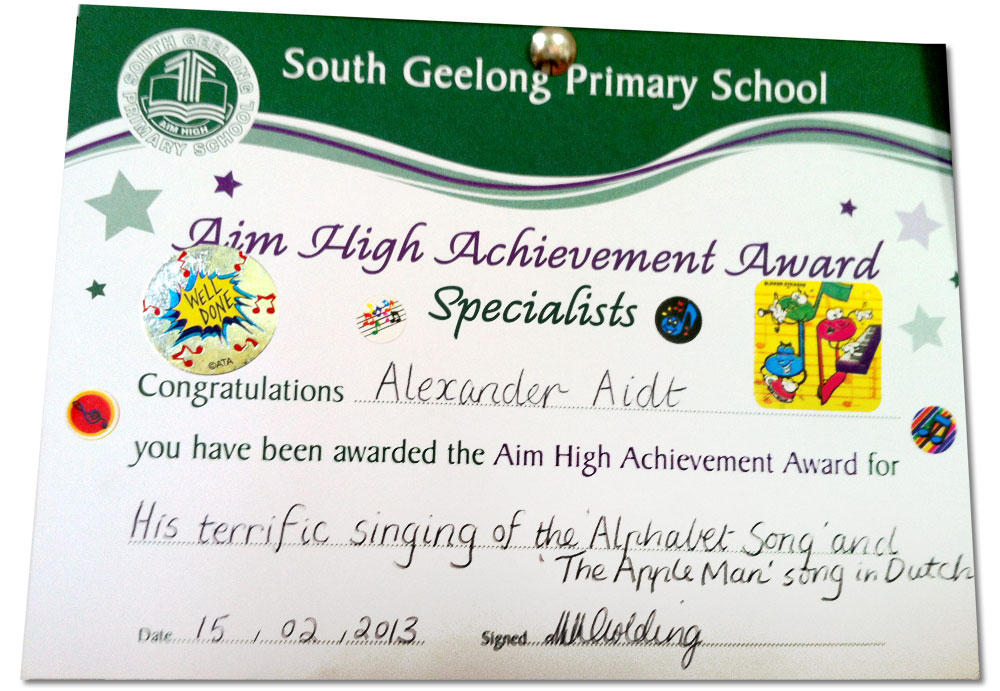 SOUTH GEELONG PRIMARY SCHOOL
AIM HIGH
South Geelong Primary School
Aim High Achievement Award
WELL DONE
©ATA
Specialists
Congratulations Alexander Aidt
you have been awarded the Aim High Achievement Award for
His terrific singing of the 'Alphabet Song' and
'The Apple Man' song in Dutch
Date 15 , 02 , 2013 Signed